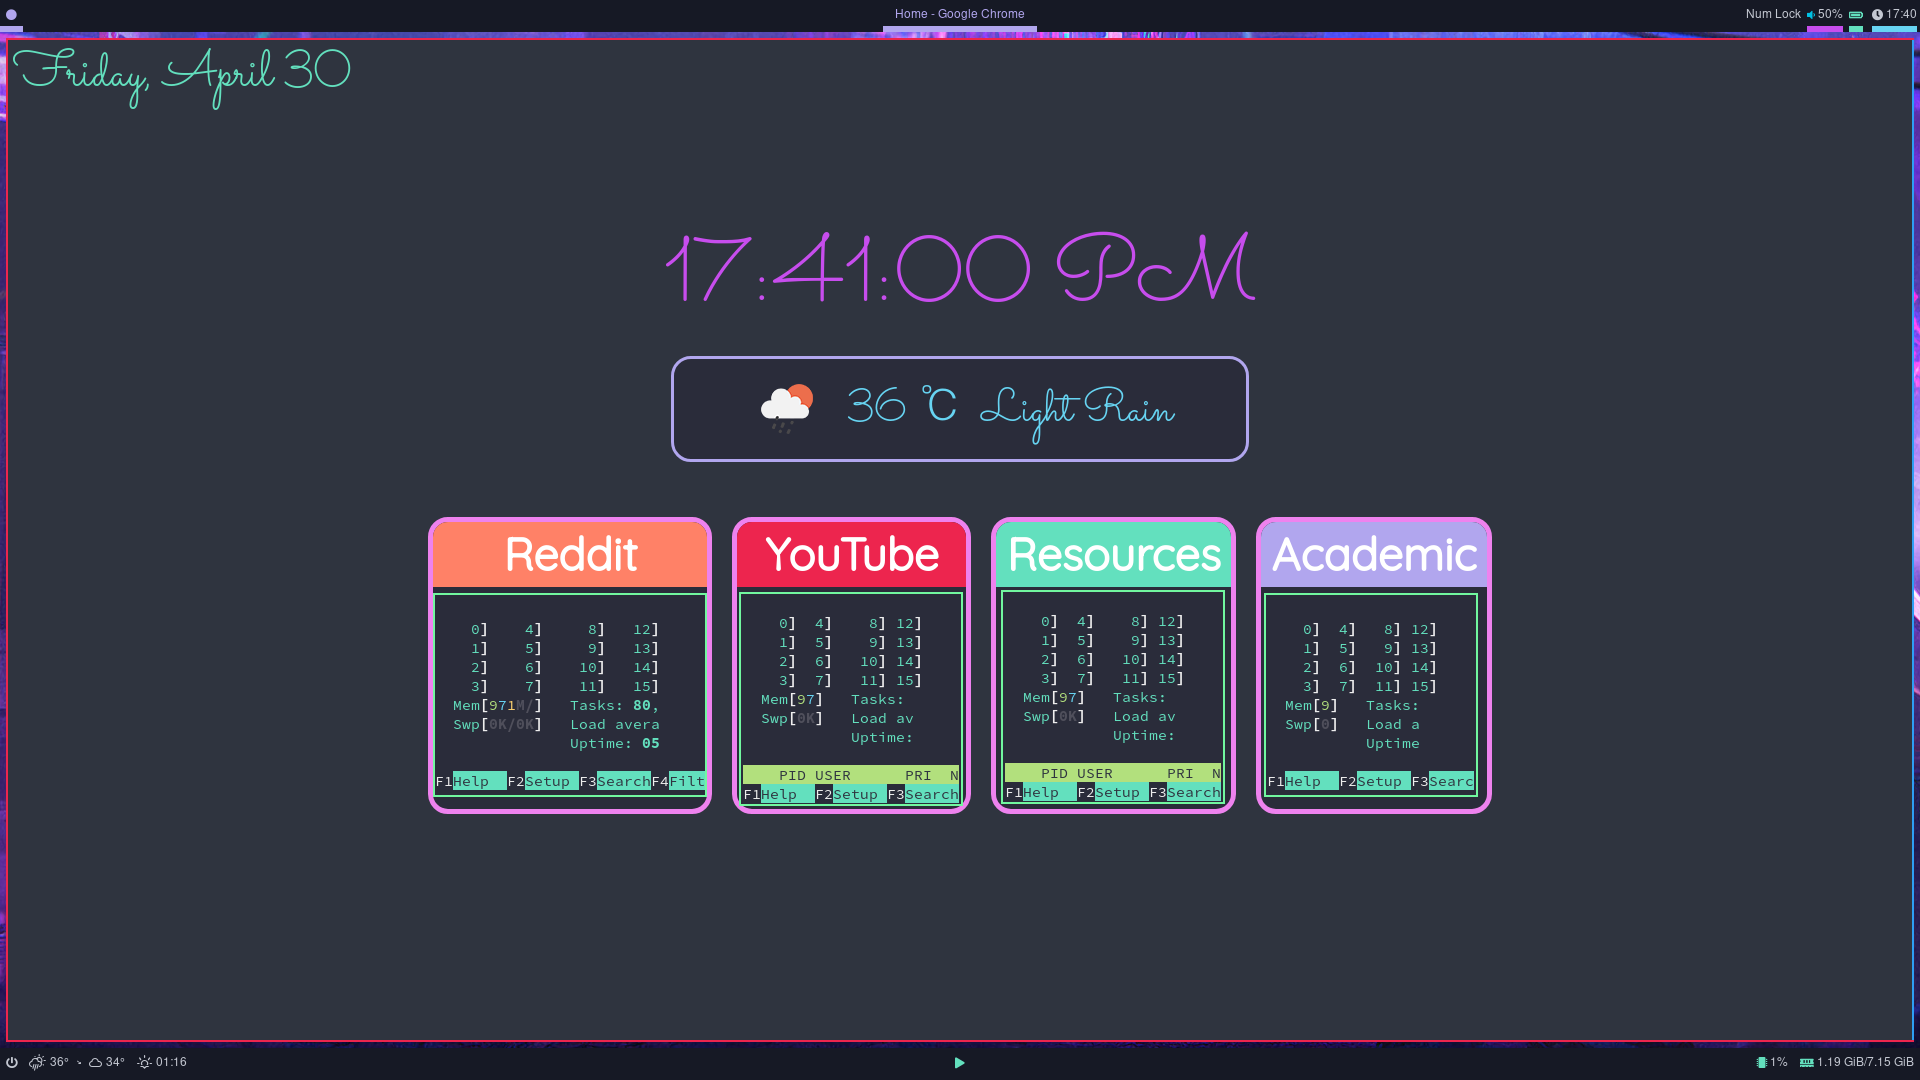 Home - Google Chrome
Num Lock 50% 17:40
Friday, April 30
17:41:00 PM
36 °C Light Rain
Reddit
0] 4] 8] 12]
1] 5] 9] 13]
2] 6] 10] 14]
3] 7] 11] 15]
Mem[971M/] Tasks: 80,
Swp[0K/0K] Load avera
Uptime: 05
F1Help F2Setup F3SearchF4Filt
YouTube
0] 4] 8] 12]
1] 5] 9] 13]
2] 6] 10] 14]
3] 7] 11] 15]
Mem[97] Tasks:
Swp[0K] Load av
Uptime:
PID USER PRI N
F1Help F2Setup F3Search
Resources
0] 4] 8] 12]
1] 5] 9] 13]
2] 6] 10] 14]
3] 7] 11] 15]
Mem[97] Tasks:
Swp[0K] Load av
Uptime:
PID USER PRI N
F1Help F2Setup F3Search
Academic
0] 4] 8] 12]
1] 5] 9] 13]
2] 6] 10] 14]
3] 7] 11] 15]
Mem[9] Tasks:
Swp[0] Load a
Uptime
F1Help F2Setup F3Searc
36° 34° 01:16
1% 1.19 GiB/7.15 GiB